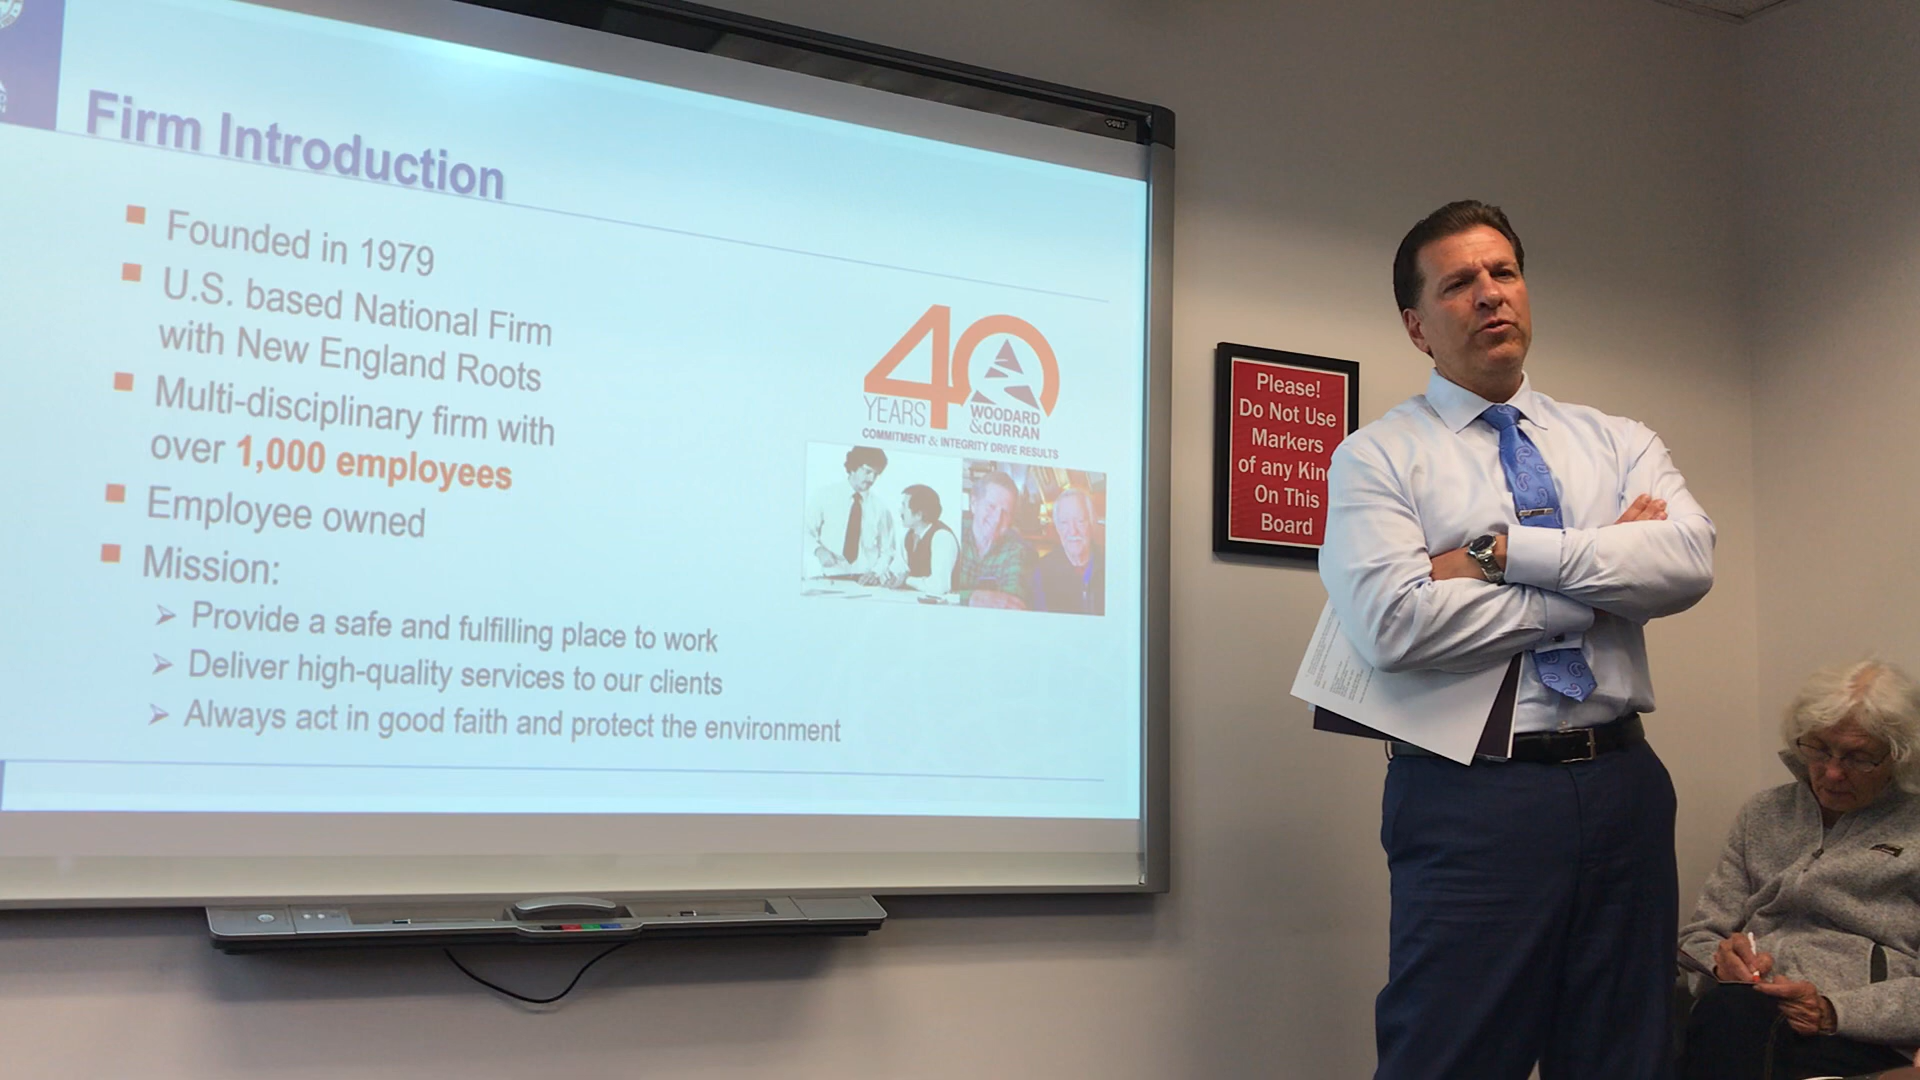 Firm Introduction
Founded in 1979
U.S. based National Firm
with New England Roots
Multi-disciplinary firm with
over 1,000 employees
Employee owned
Mission:
Provide a safe and fulfilling place to work
Deliver high-quality services to our clients
Always act in good faith and protect the environment
40
YEARS
WOODARD
&CURRAN
COMMITMENT & INTEGRITY DRIVE RESULTS
Please!
Do Not Use
Markers
of any Kin
On This
Board